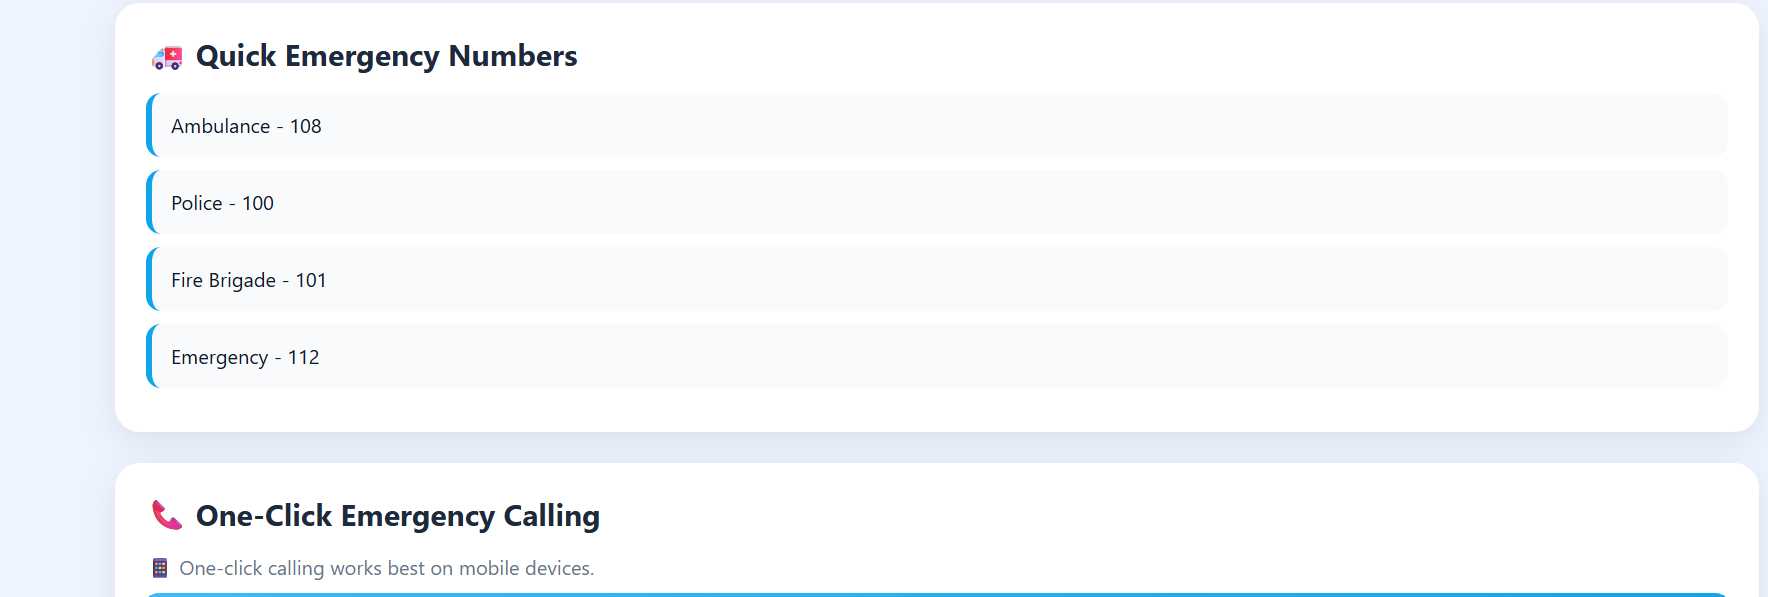 Quick Emergency Numbers
Ambulance - 108
Police - 100
Fire Brigade - 101
Emergency - 112
One-Click Emergency Calling
One-click calling works best on mobile devices.